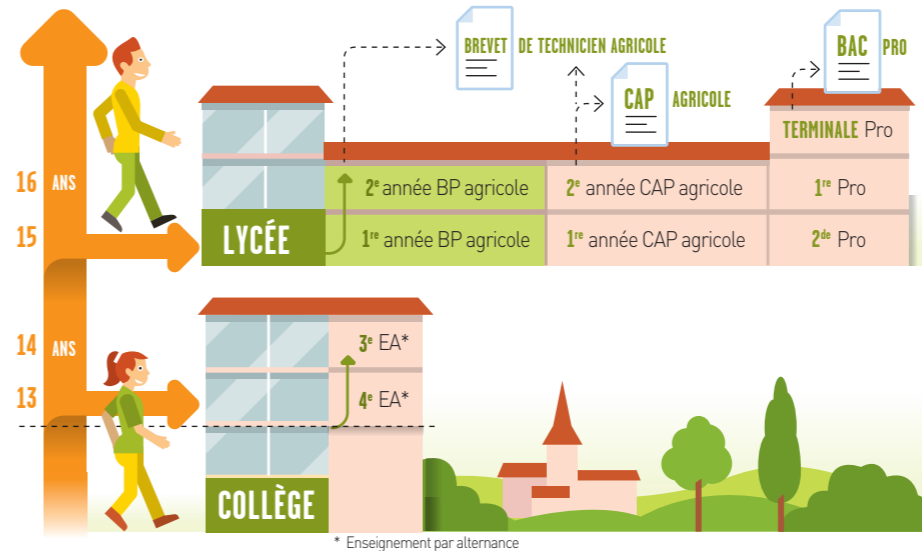 BREVET DE TECHNICIEN AGRICOLE
BAC PRO
CAP AGRICOLE
TERMINALE Pro
16 ANS
2e année BP agricole
2e année CAP agricole
1re Pro
15
LYCÉE
1re année BP agricole
1re année CAP agricole
2de Pro
14 ANS
3e EA*
13
4e EA*
COLLÈGE
* Enseignement par alternance